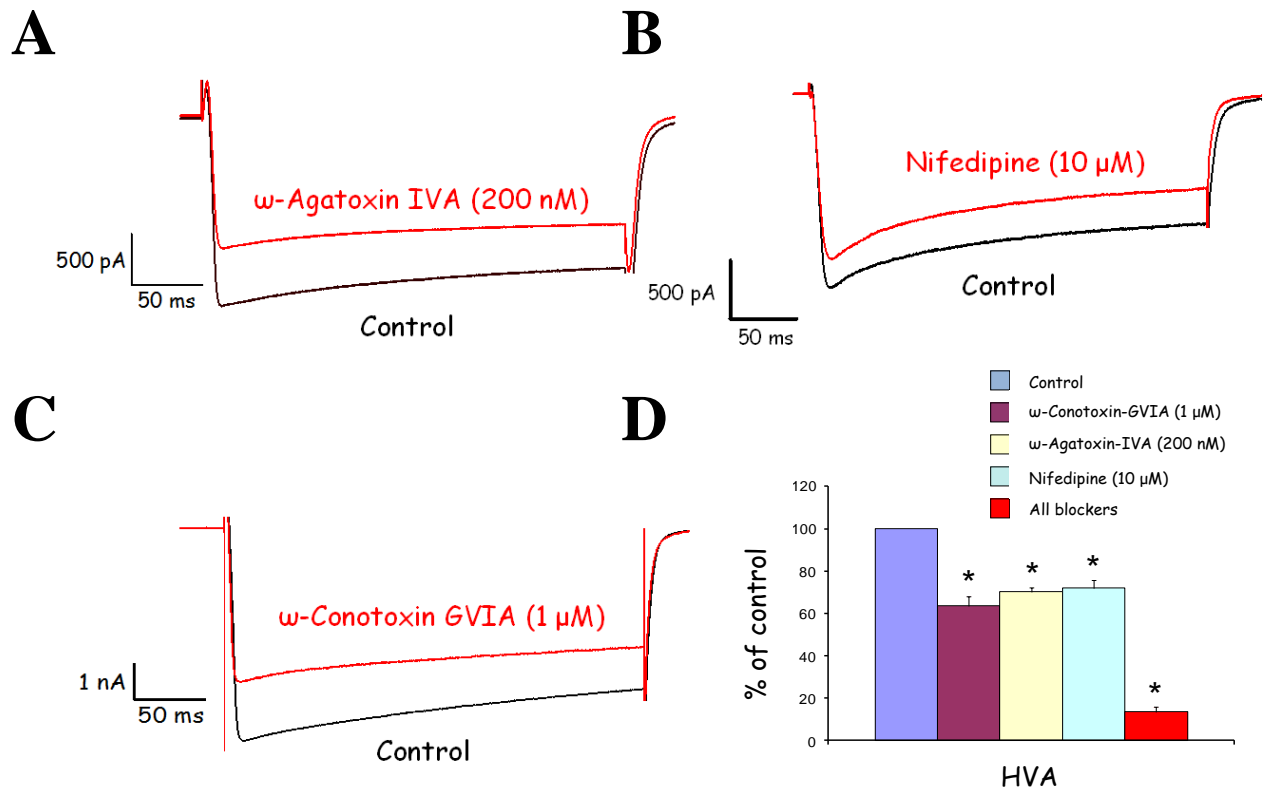 A
ω-Agatoxin IVA (200 nM)
500 pA
50 ms
Control
B
Nifedipine (10 µM)
Control
500 pA
50 ms
C
ω-Conotoxin GVIA (1 µM)
1 nA
50 ms
Control
D
Control
ω-Conotoxin-GVIA (1 µM)
ω-Agatoxin-IVA (200 nM)
Nifedipine (10 µM)
All blockers
% of control
120
100
80
60
40
20
0
* * * *
HVA